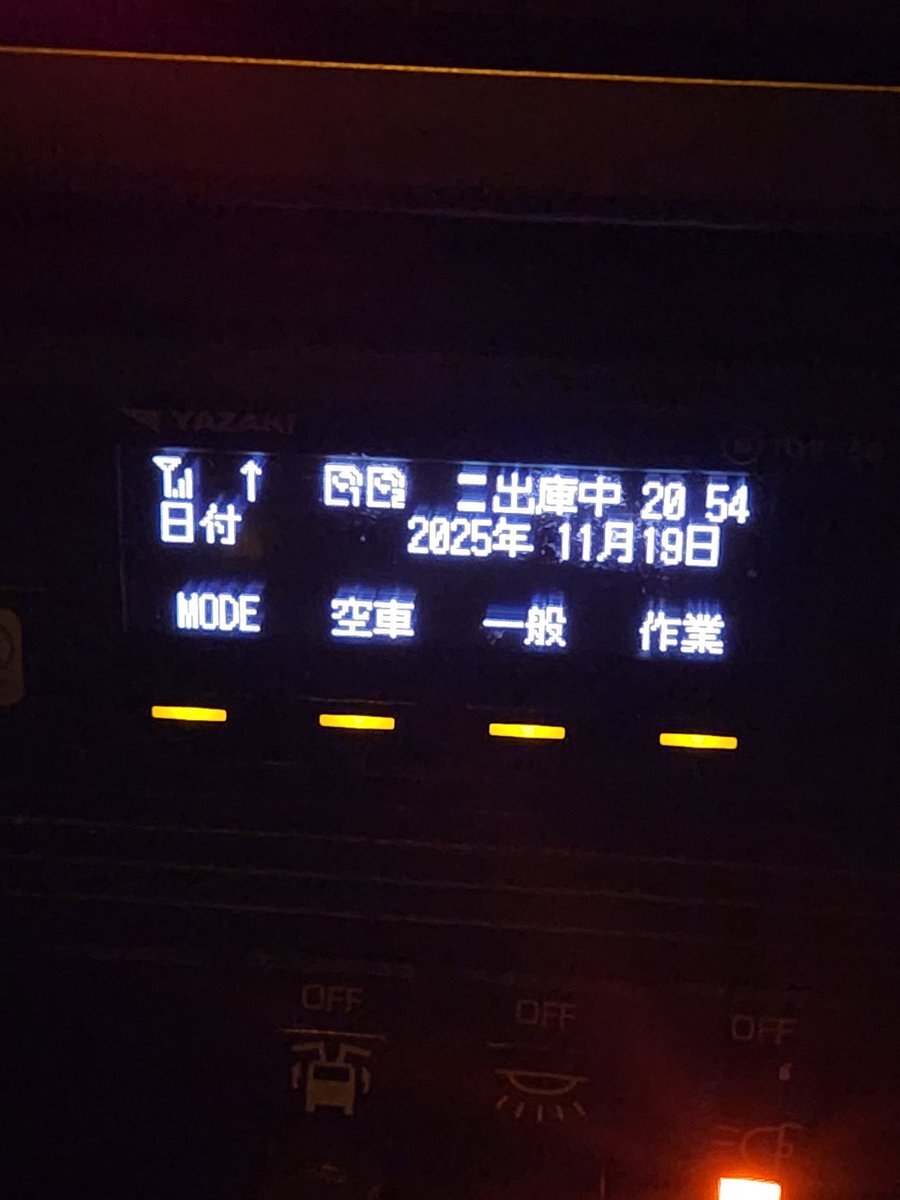 YAZAKI
二出庫中 20 54
日付 2025年 11月19日
MODE 空車 一般 作業
OFF OFF OFF